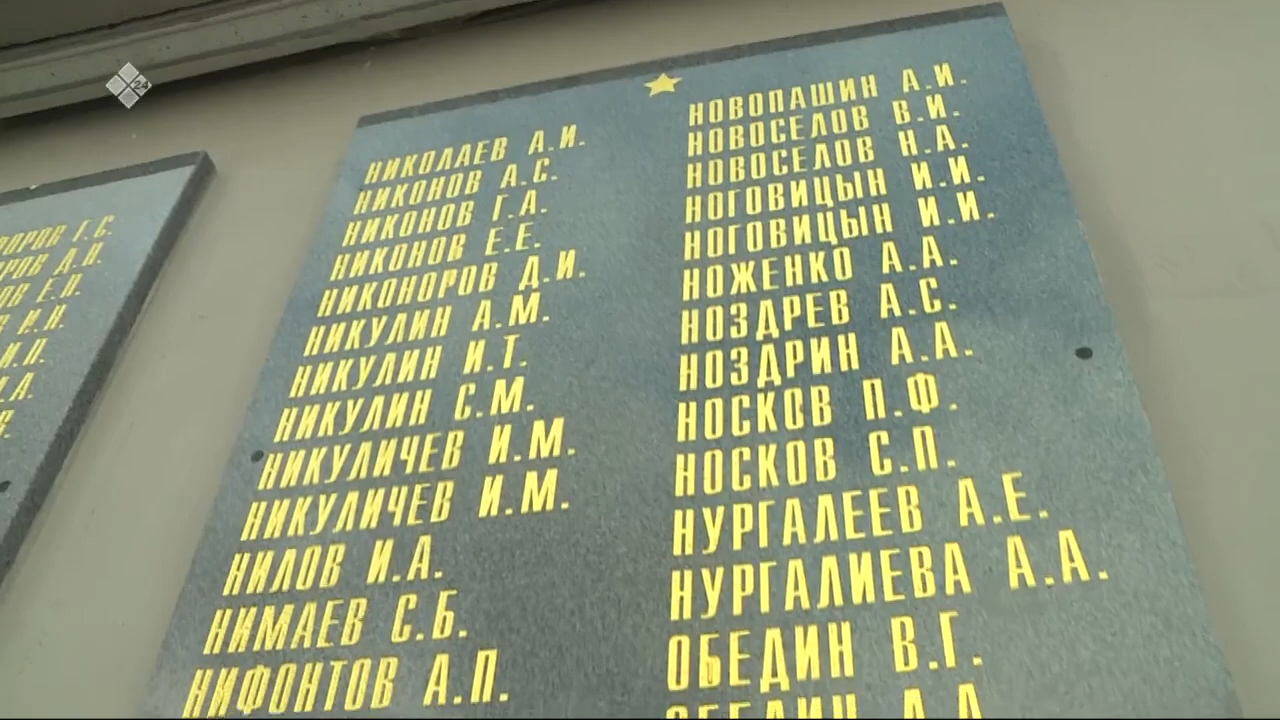 24
НИКОЛАЕВ А.И.
НИКОНОВ А.С.
НИКОНОВ Г.А.
НИКОНОВ Е.Е.
НИКОНОРОВ Д.И.
НИКУЛИН А.М.
НИКУЛИН И.Т.
НИКУЛИН С.М.
НИКУЛИЧЕВ И.М.
НИКУЛИЧЕВ И.М.
НИЛОВ И.А.
НИМАЕВ С.Б.
НИФОНТОВ А.П.
НОВОПАШИН А.И.
НОВОСЕЛОВ В.И.
НОВОСЕЛОВ Н.А.
НОГОВИЦЫН И.И.
НОГОВИЦЫН И.И.
НОЖЕНКО А.А.
НОЗДРЕВ А.С.
НОЗДРИН А.А.
НОСКОВ П.Ф.
НОСКОВ С.П.
НУРГАЛЕЕВ А.Е.
НУРГАЛИЕВА А.А.
ОБЕДИН В.Г.